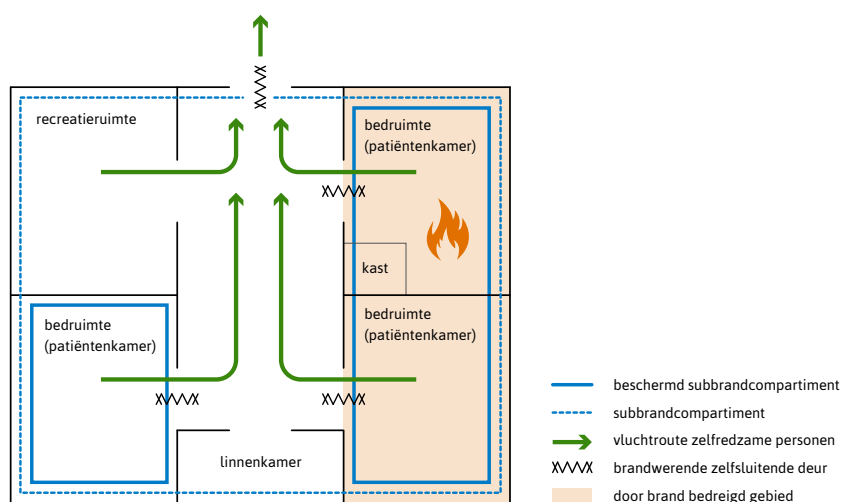 recreatieruimte
bedruimte
(patiëntenkamer)
kast
bedruimte
(patiëntenkamer)
bedruimte
(patiëntenkamer)
linnenkamer
beschermd subbrandcompartiment
subbrandcompartiment
vluchtroute zelfredzame personen
brandwerende zelfsluitende deur
door brand bedreigd gebied